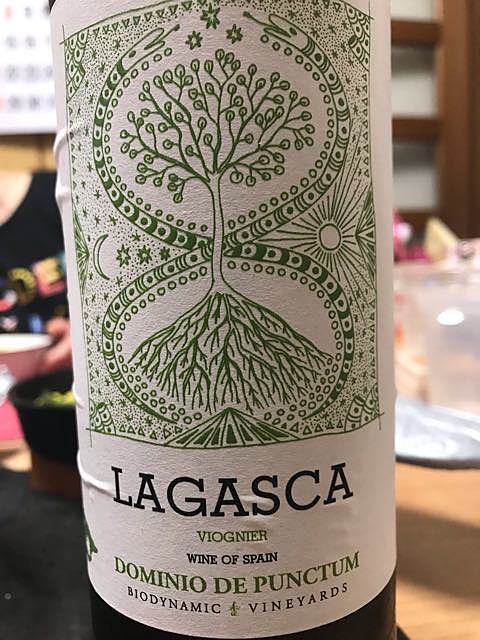 LAGASCA
VIOGNIER
WINE OF SPAIN
DOMINIO DE PUNCTUM
BIODYNAMIC VINEYARDS